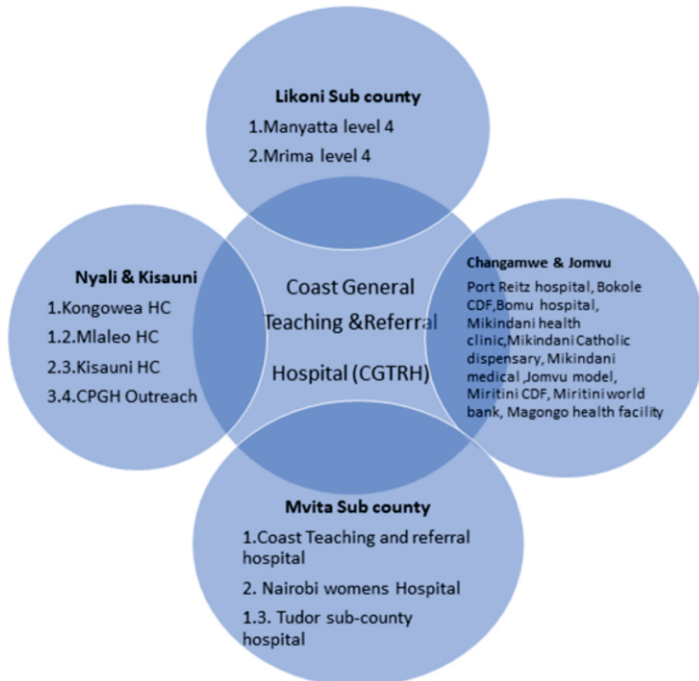 Likoni Sub county
1.Manyatta level 4
2.Mrima level 4
Nyali & Kisauni
1.Kongowea HC
1.2.Mlaleo HC
2.3.Kisauni HC
3.4.CPGH Outreach
Coast General
Teaching &Referral
Hospital (CGTRH)
Changamwe & Jomvu
Port Reitz hospital, Bokole
CDF,Bomu hospital,
Mikindani health
clinic,Mikindani Catholic
dispensary, Mikindani
medical ,Jomvu model,
Miritini CDF, Miritini world
bank, Magongo health facility
Mvita Sub county
1.Coast Teaching and referral
hospital
2. Nairobi womens Hospital
1.3. Tudor sub-county
hospital